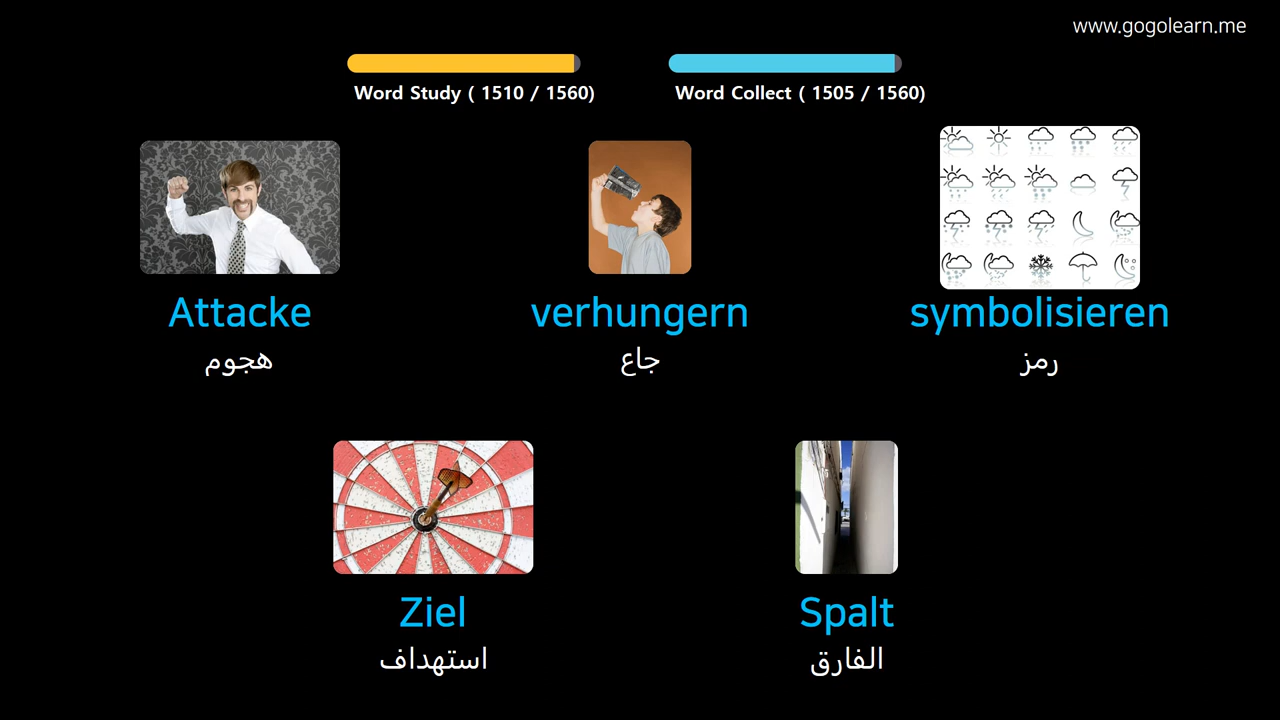 www.gogolearn.me
Word Study ( 1510 / 1560)
Word Collect ( 1505 / 1560)
Attacke
هجوم
verhungern
جاع
symbolisieren
رمز
Ziel
استهداف
Spalt
الفارق